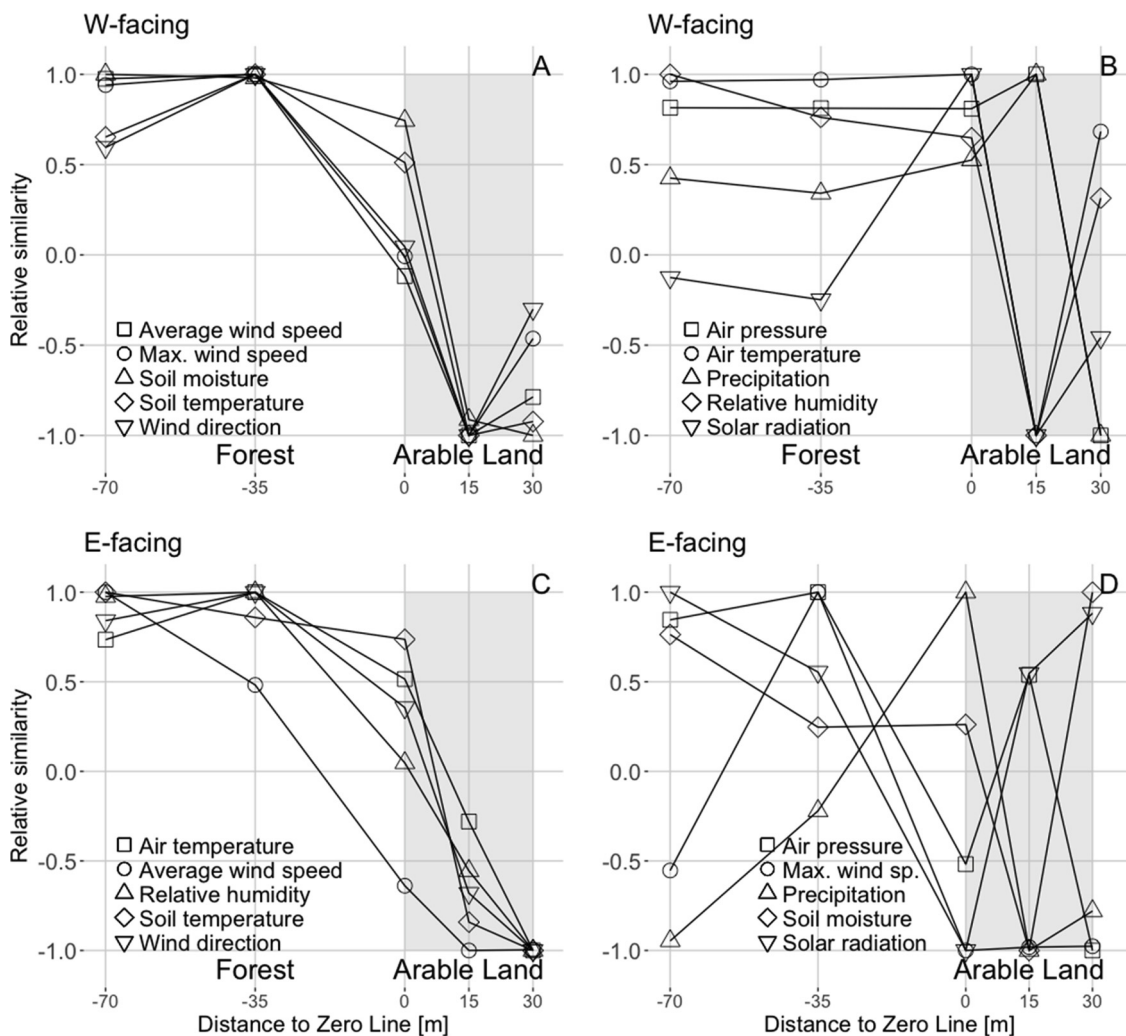 W-facing
A
1.0
0.5
0.0
-0.5
-1.0
Relative similarity
Average wind speed
Max. wind speed
Soil moisture
Soil temperature
Wind direction
Forest
Arable Land
-70
-35
0
15
30
B
1.0
0.5
0.0
-0.5
-1.0
Air pressure
Air temperature
Precipitation
Relative humidity
Solar radiation
Forest
Arable Land
-70
-35
0
15
30
E-facing
C
1.0
0.5
0.0
-0.5
-1.0
Relative similarity
Air temperature
Average wind speed
Relative humidity
Soil temperature
Wind direction
Forest
Arable Land
-70
-35
0
15
30
Distance to Zero Line [m]
E-facing
D
1.0
0.5
0.0
-0.5
-1.0
Air pressure
Max. wind sp.
Precipitation
Soil moisture
Solar radiation
Arable Land
-70
-35
0
15
30
Distance to Zero Line [m]